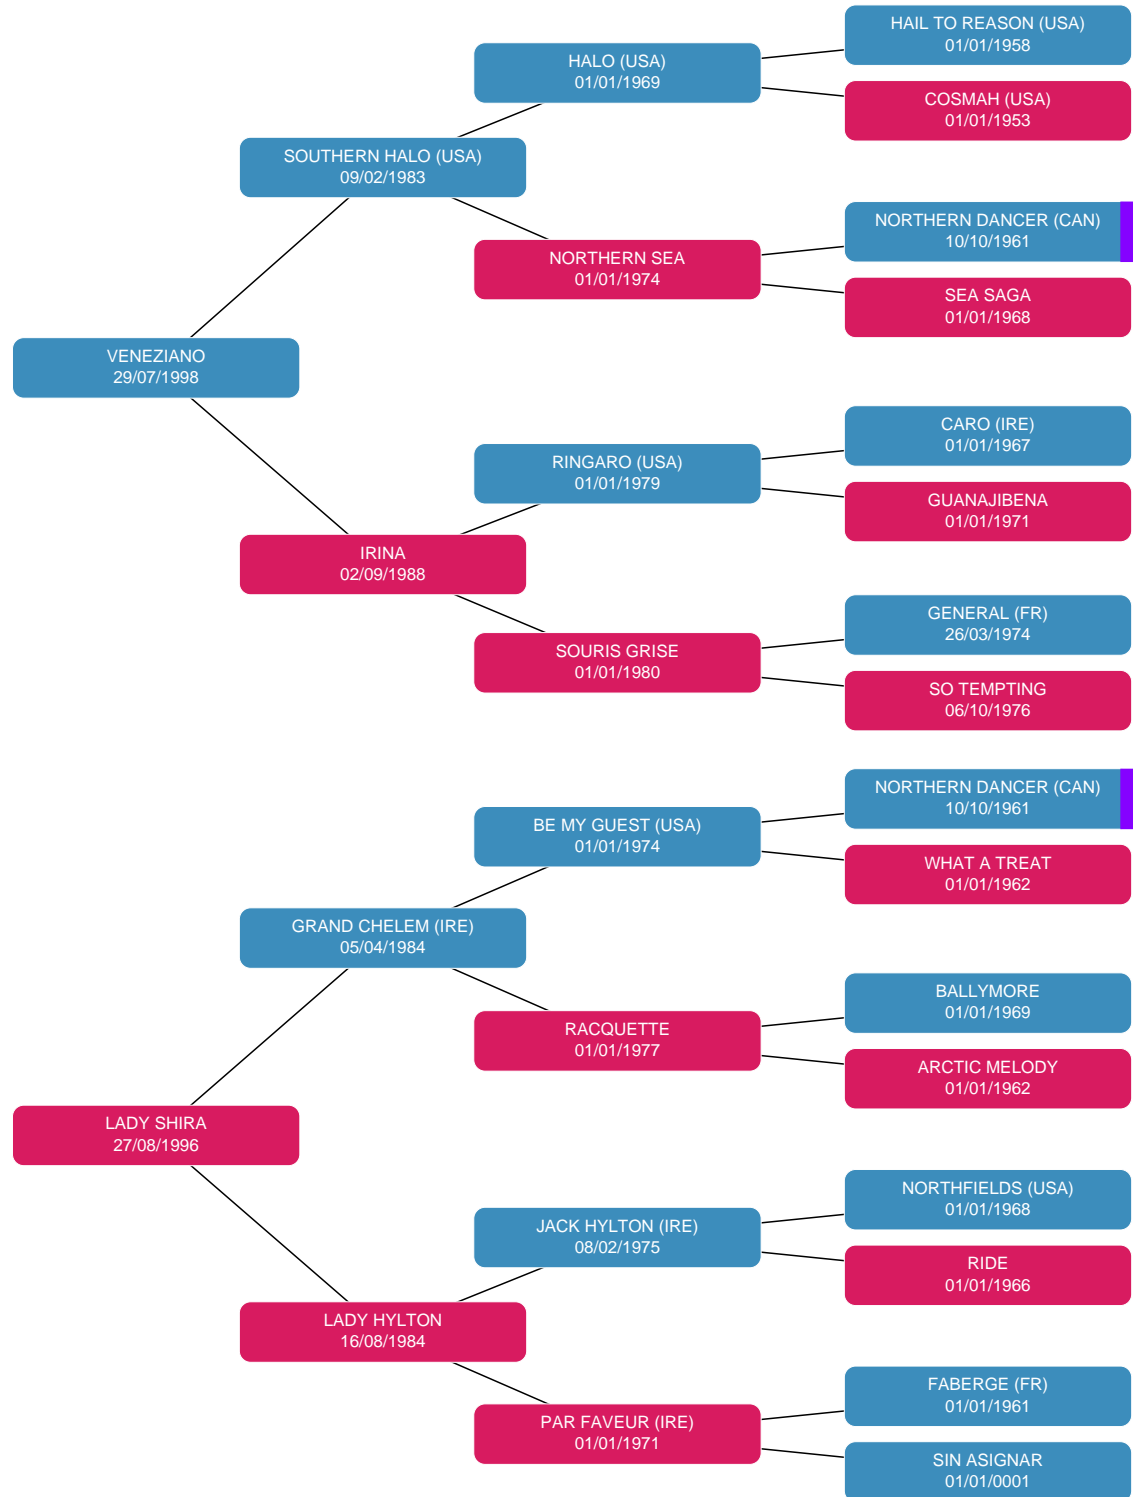 HAIL TO REASON (USA)
01/01/1958
HALO (USA)
01/01/1969
COSMAH (USA)
01/01/1953
SOUTHERN HALO (USA)
09/02/1983
NORTHERN DANCER (CAN)
10/10/1961
NORTHERN SEA
01/01/1974
SEA SAGA
01/01/1968
VENEZIANO
29/07/1998
CARO (IRE)
01/01/1967
RINGARO (USA)
01/01/1979
GUANAJIBENA
01/01/1971
IRINA
02/09/1988
GENERAL (FR)
26/03/1974
SOURIS GRISE
01/01/1980
SO TEMPTING
06/10/1976
NORTHERN DANCER (CAN)
10/10/1961
BE MY GUEST (USA)
01/01/1974
WHAT A TREAT
01/01/1962
GRAND CHELEM (IRE)
05/04/1984
BALLYMORE
01/01/1969
RACQUETTE
01/01/1977
ARCTIC MELODY
01/01/1962
LADY SHIRA
27/08/1996
NORTHFIELDS (USA)
01/01/1968
JACK HYLTON (IRE)
08/02/1975
RIDE
01/01/1966
LADY HYLTON
16/08/1984
FABERGE (FR)
01/01/1961
PAR FAVEUR (IRE)
01/01/1971
SIN ASIGNAR
01/01/0001